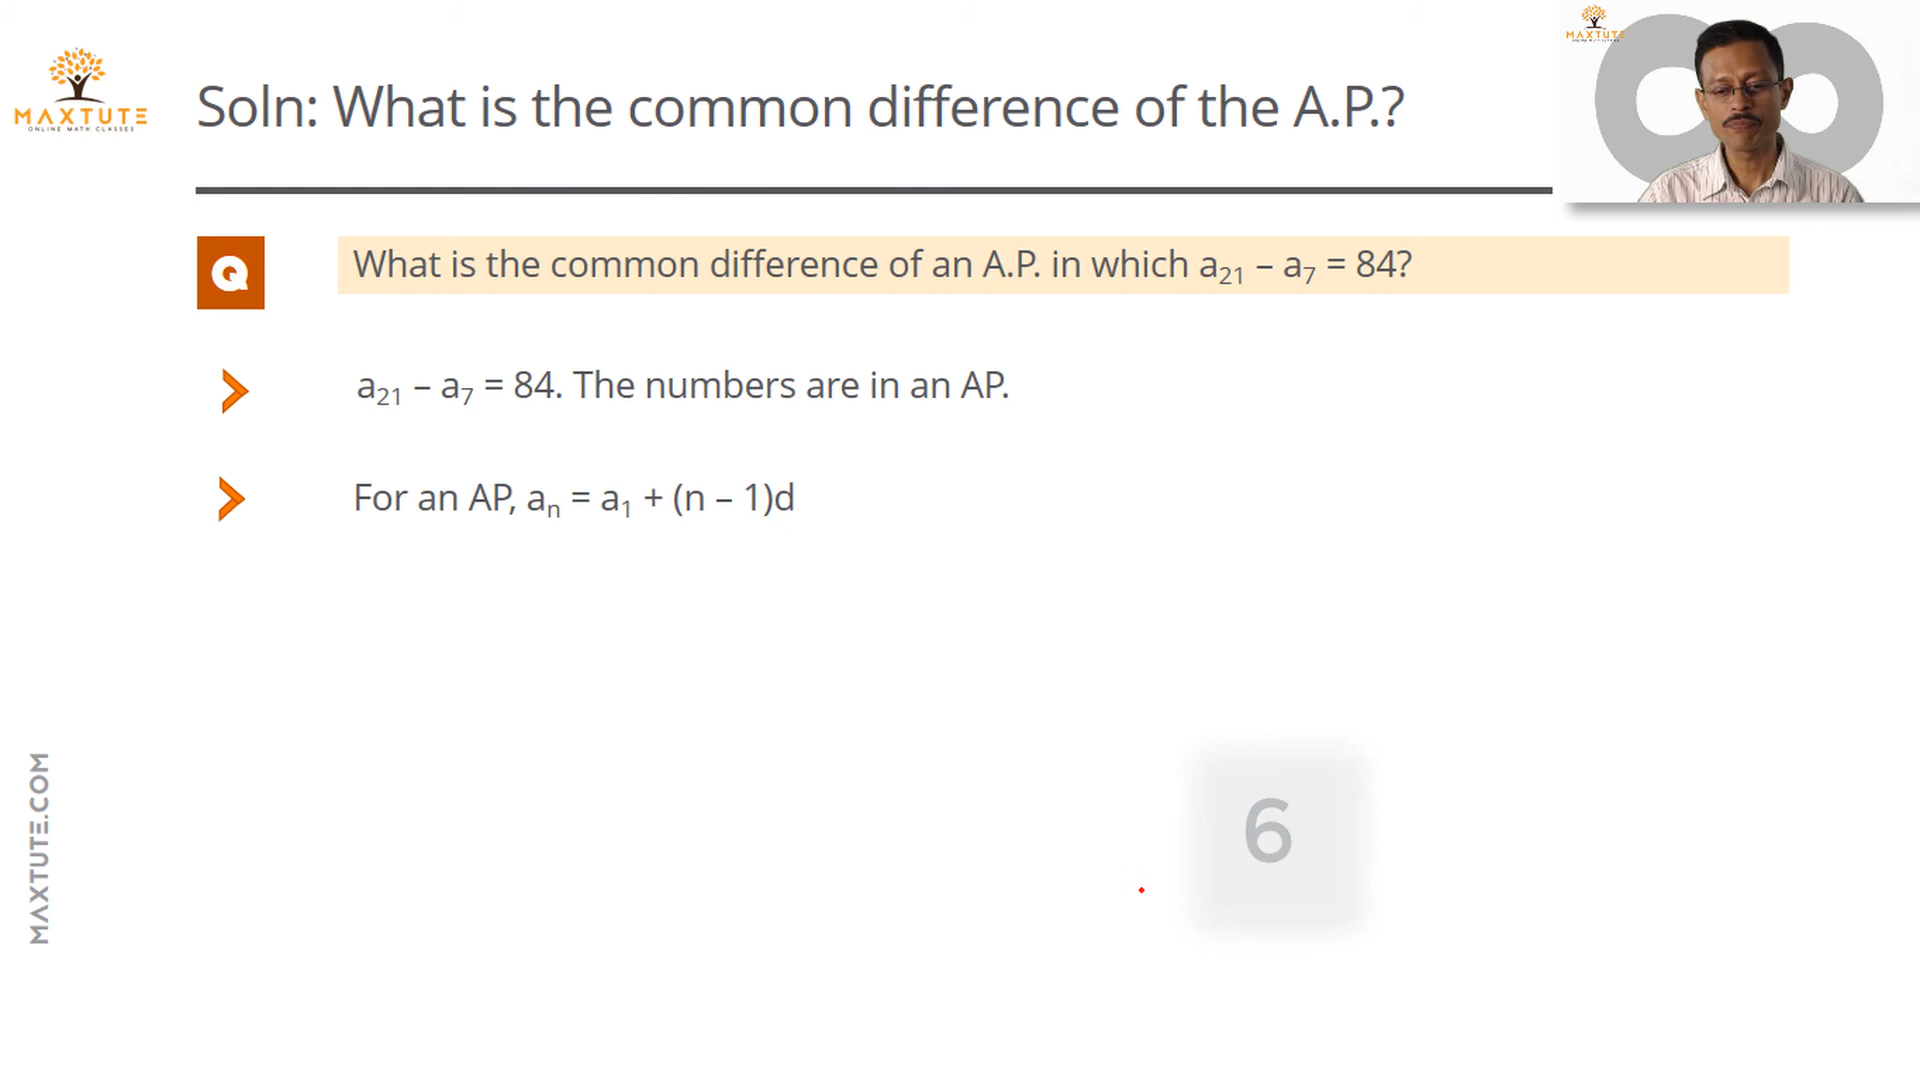 MAXTUTE
ONLINE MATH CLASSES
Soln: What is the common difference of the A.P.?
MAXTUTE
Q
What is the common difference of an A.P. in which a₂₁ – a₇ = 84?
a₂₁ – a₇ = 84. The numbers are in an AP.
For an AP, aₙ = a₁ + (n – 1)d
6
MAXTUTE.COM